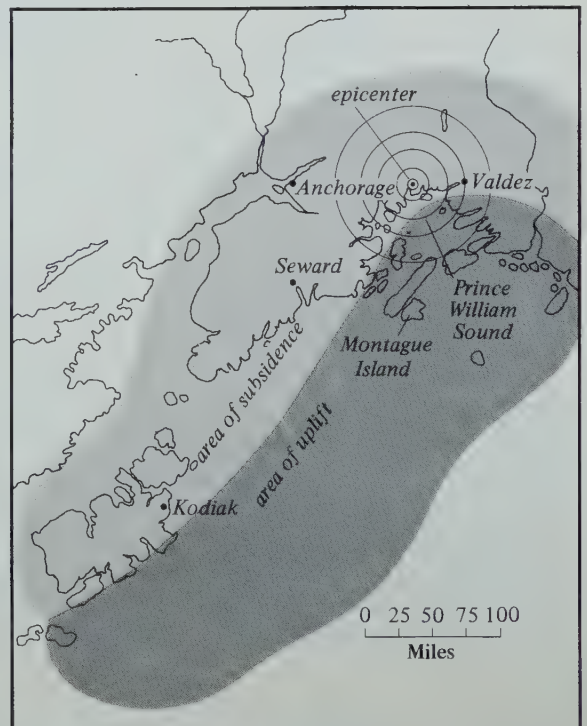 epicenter
Anchorage
Valdez
Seward
Prince
William
Sound
Montague
Island
area of subsidence
area of uplift
Kodiak
0 25 50 75 100
Miles